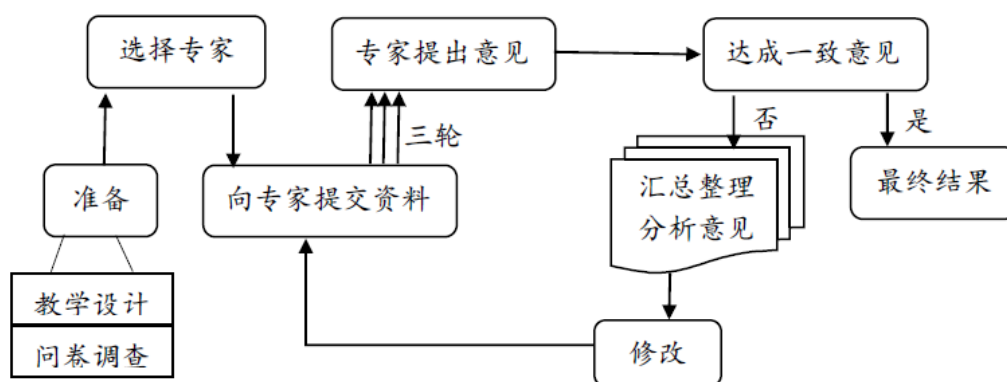 选择专家
专家提出意见
达成一致意见
三轮
否
是
准备
向专家提交资料
汇总整理
分析意见
最终结果
教学设计
问卷调查
修改